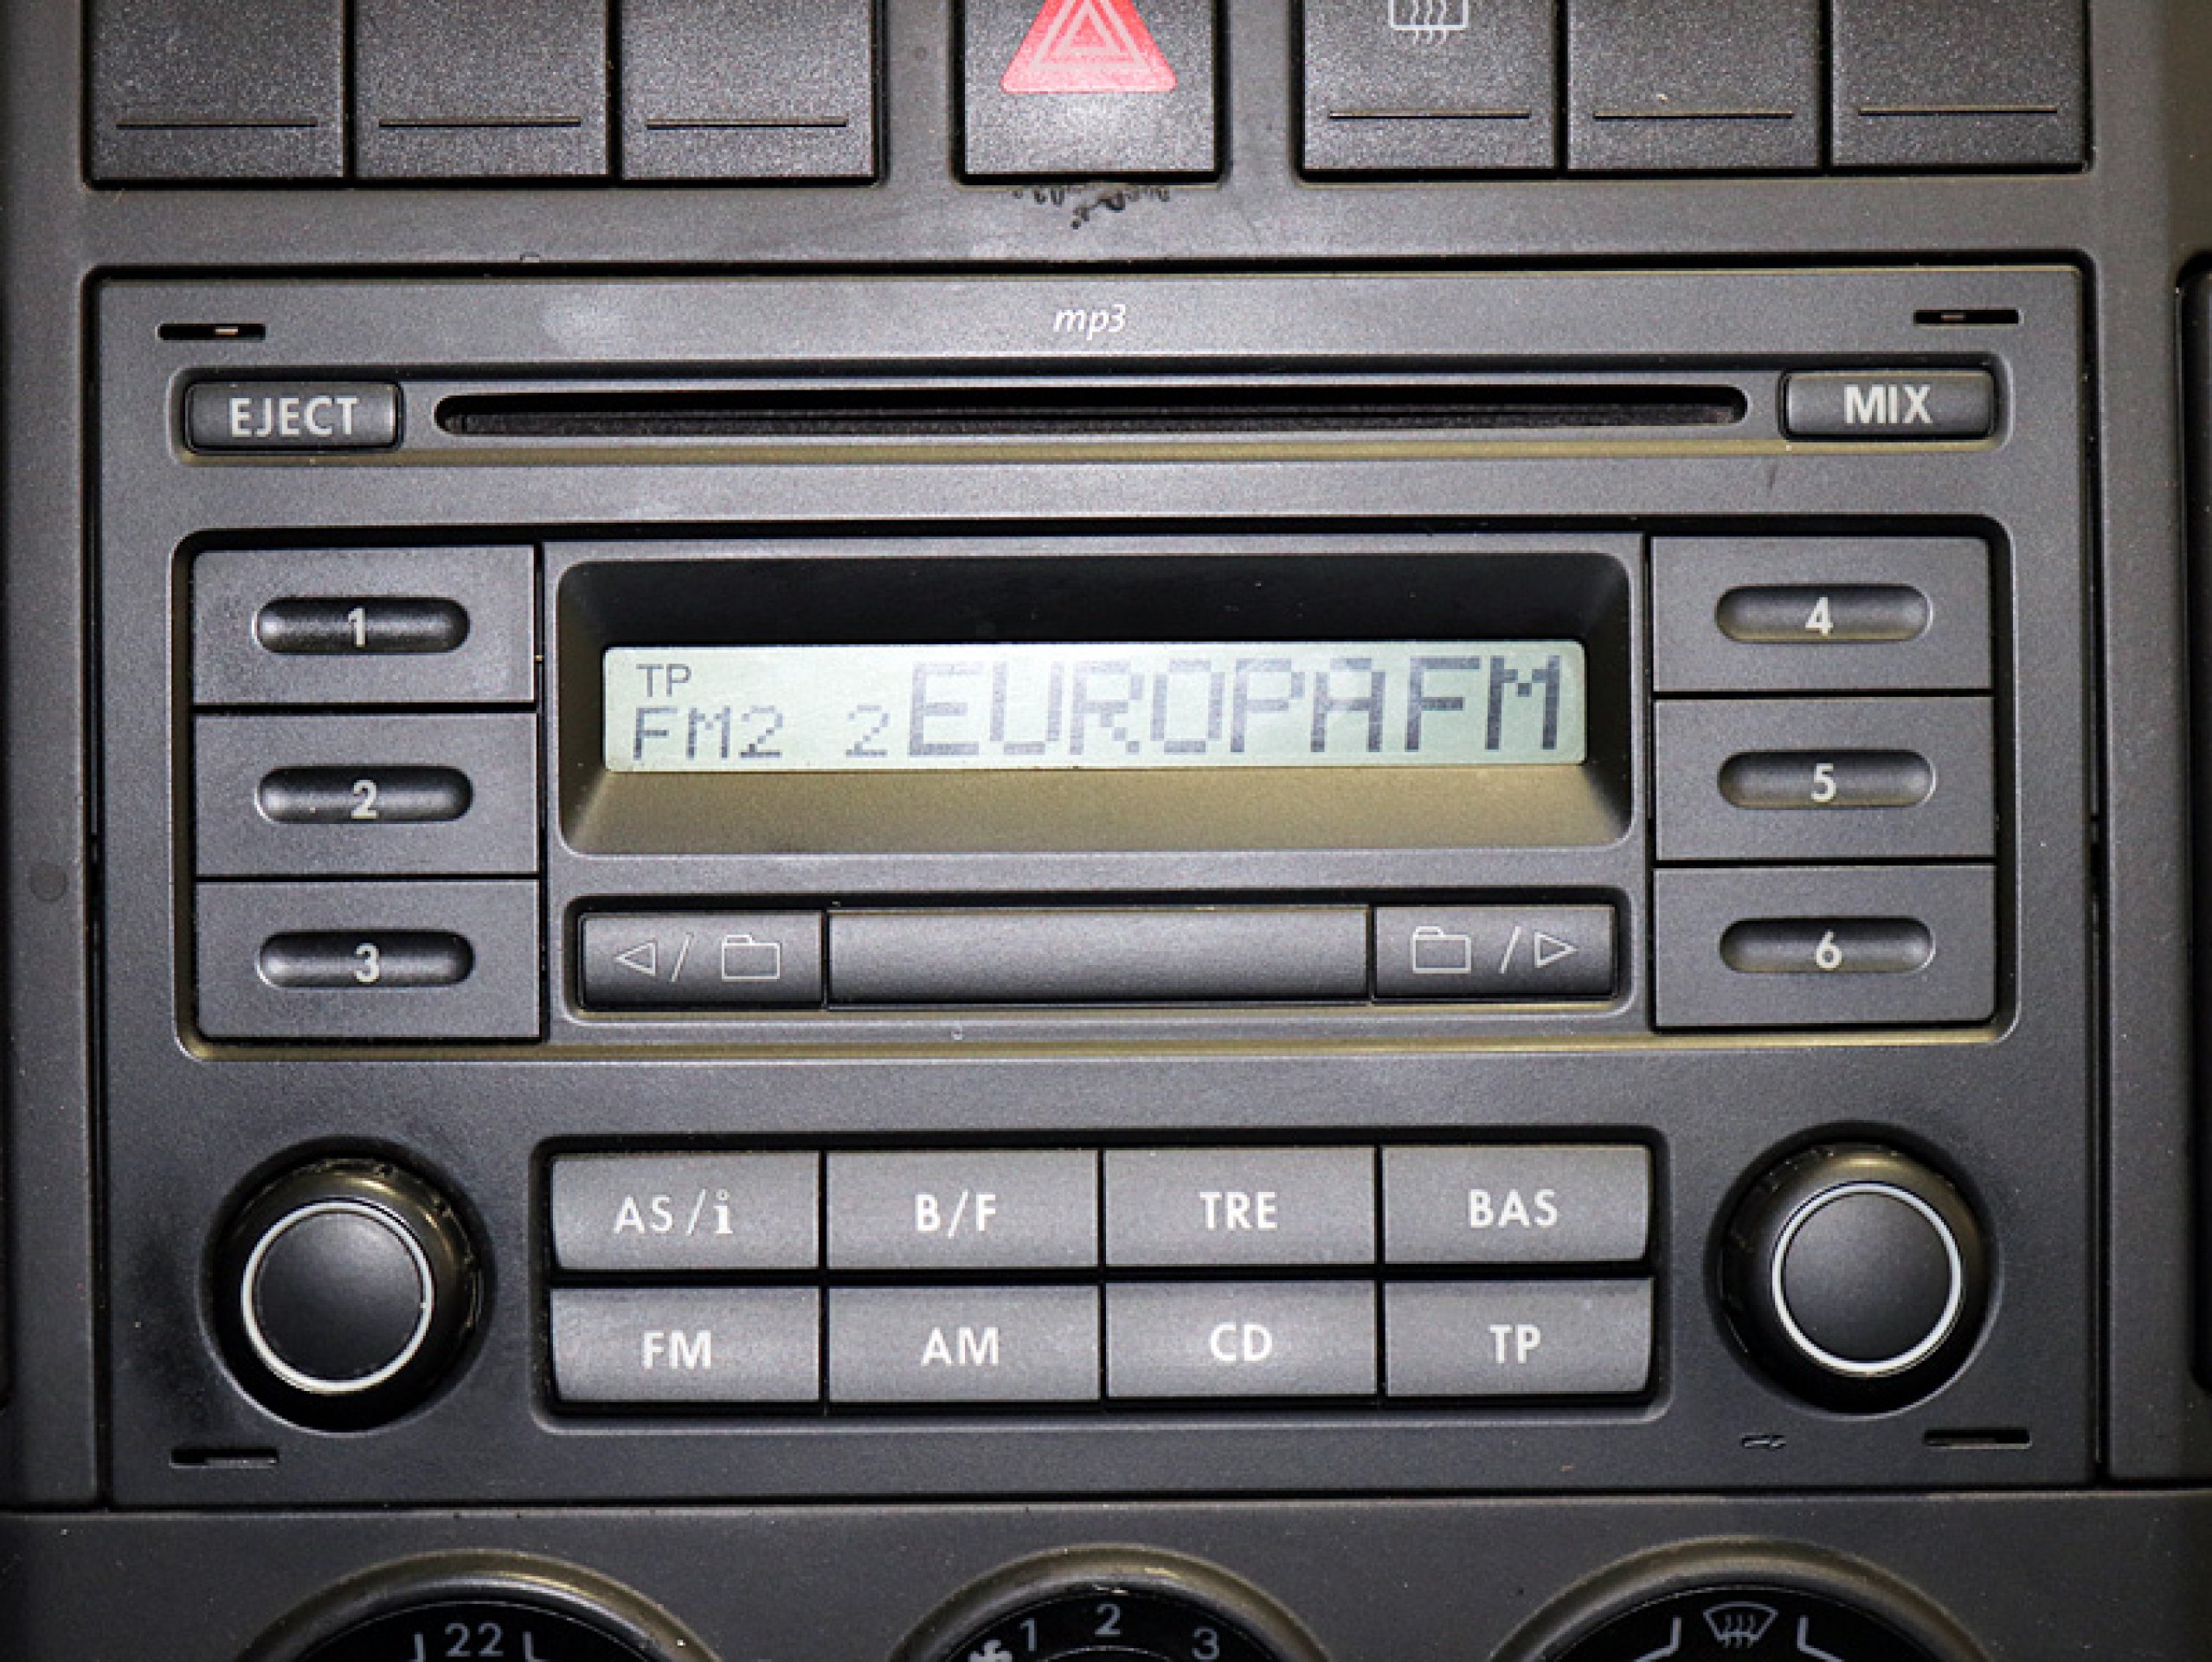 mp3
EJECT MIX
1 4
TP
FM2 2 EUROPAFM
2 5
3 6
AS/i B/F TRE BAS
FM AM CD TP
22 1 2 3